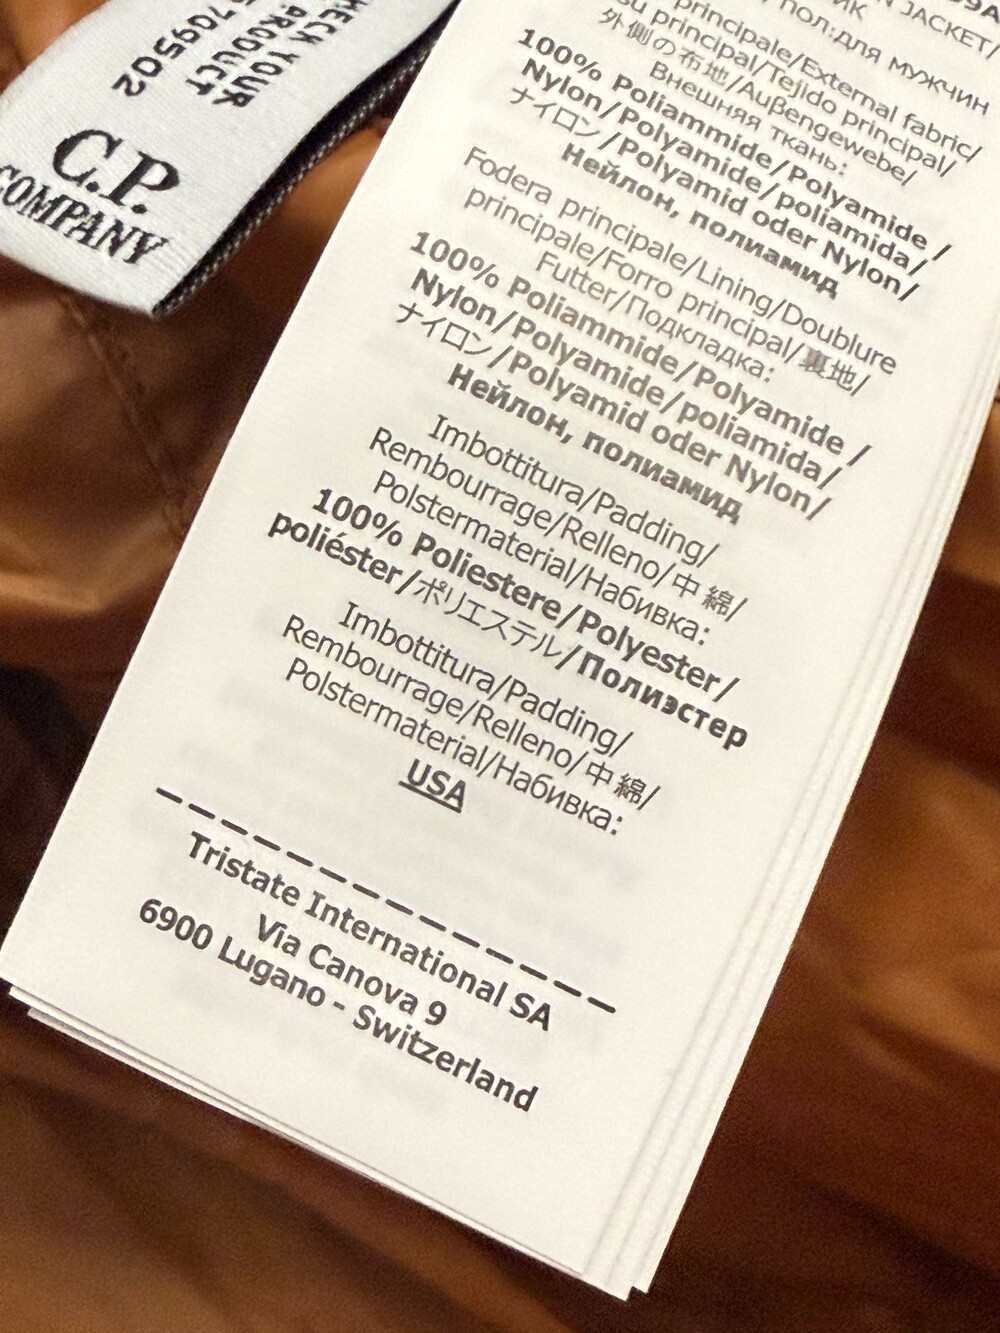 CHECK YOUR
PRODUCT
5709502
C.P.
COMPANY
JACKET/
пол:для мужчин
principale/External fabric/
principal/Tejido principal/
外側の布地/Außengewebe/
Внешняя ткань:
100% Poliammide/Polyamide /
Nylon/Polyamide/poliamida/
ナイロン/Polyamid oder Nylon/
Нейлон, полиамид
Fodera principale/Lining/Doublure
principale/Forro principal/裏地/
Futter/Подкладка:
100% Poliammide/Polyamide /
Nylon/Polyamide/poliamida/
ナイロン/Polyamid oder Nylon/
Нейлон, полиамид
Imbottitura/Padding/
Rembourrage/Relleno/中綿/
Polstermaterial/Набивка:
100% Poliestere/Polyester/
poliéster/ポリエステル/Полиэстер
Imbottitura/Padding/
Rembourrage/Relleno/中綿/
Polstermaterial/Набивка:
USA
Tristate International SA
Via Canova 9
6900 Lugano - Switzerland